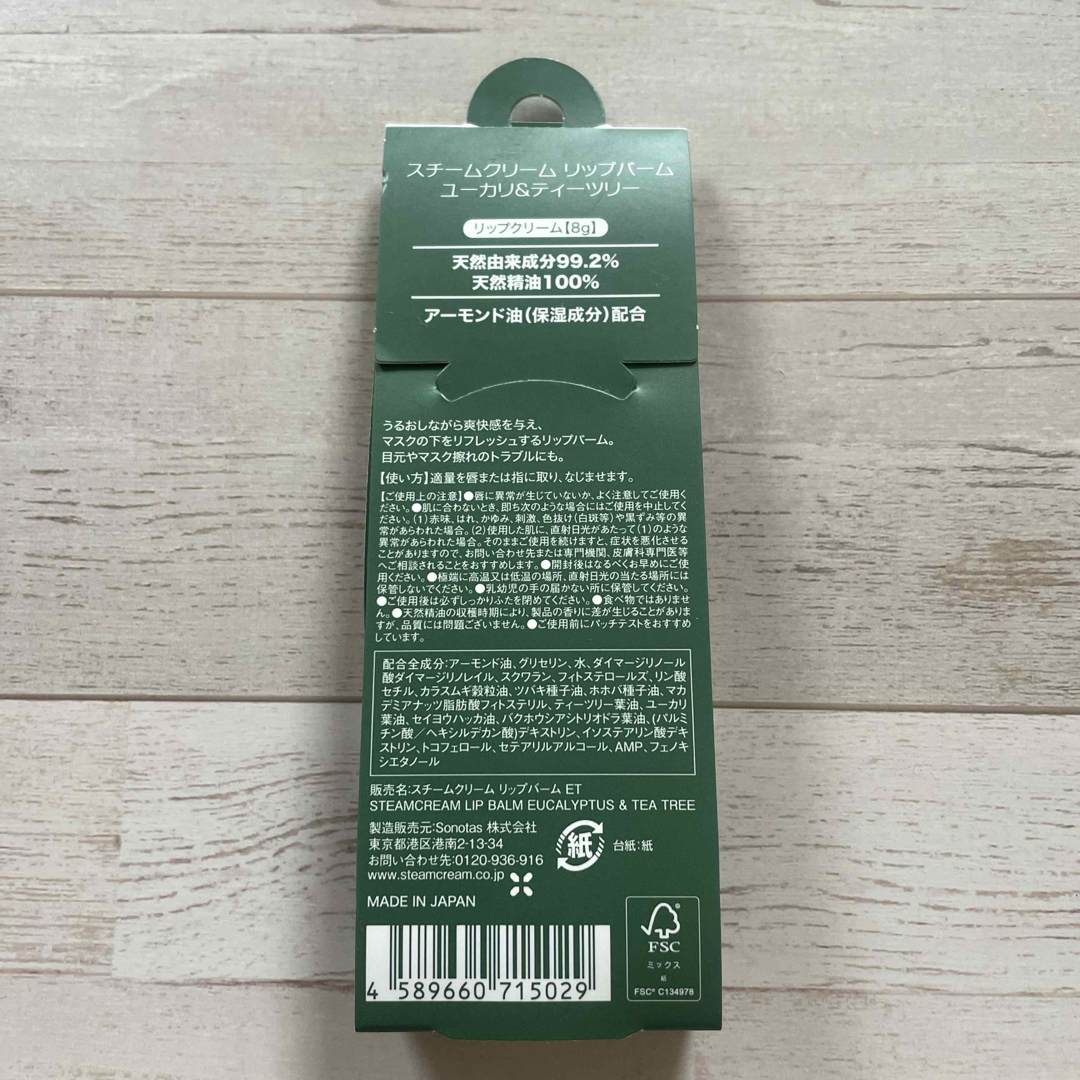 スチームクリーム リップバーム
ユーカリ&ティーツリー
リップクリーム【8g】
天然由来成分99.2%
天然精油100%
アーモンド油(保湿成分)配合
うるおしながら爽快感を与え、
マスクの下をリフレッシュするリップバーム。
目元やマスク擦れのトラブルにも。
【使い方】適量を唇または指に取り、なじませます。
【ご使用上の注意】●唇に異常が生じていないか、よく注意してご使用く
ださい。●肌に合わないとき、即ち次のような場合にはご使用を中止してく
ださい。(1)赤味、はれ、かゆみ、刺激、色抜け(白斑等)や黒ずみ等の異
常があらわれた場合。(2)使用した肌に、直射日光があたって(1)のような
異常があらわれた場合。そのままご使用を続けますと、症状を悪化させる
ことがありますので、お問い合わせ先または専門機関、皮膚科専門医等
へご相談されることをおすすめします。●開封後はなるべくお早めにご使
用ください。●極端に高温又は低温の場所、直射日光の当たる場所には
保管しないでください。●乳幼児の手の届かない所に保管してください。
●ご使用後は必ずしっかりふたを閉めてください。●食べ物ではありませ
ん。●天然精油の収穫時期により、製品の香りに差が生じることがありま
すが、品質には問題ございません。●ご使用前にパッチテストをおすすめ
しています。
配合全成分:アーモンド油、グリセリン、水、ダイマージリノール
酸ダイマージリノレイル、スクワラン、フィトステロールズ、リン酸
セチル、カラスムギ穀粒油、ツバキ種子油、ホホバ種子油、マカ
デミアナッツ脂肪酸フィトステリル、ティーツリー葉油、ユーカリ
葉油、セイヨウハッカ油、バクホウシアシトリオドラ葉油、(パルミ
チン酸/ヘキシルデカン酸)デキストリン、イソステアリン酸デキ
ストリン、トコフェロール、セテアリルアルコール、AMP、フェノキ
シエタノール
販売名:スチームクリーム リップバーム ET
STEAMCREAM LIP BALM EUCALYPTUS & TEA TREE
製造販売元:Sonotas 株式会社
東京都港区港南2-13-34
お問い合わせ先:0120-936-916
www.steamcream.co.jp
紙
台紙:紙
MADE IN JAPAN
4 589660 715029
FSC
ミックス
紙
FSC® C134978